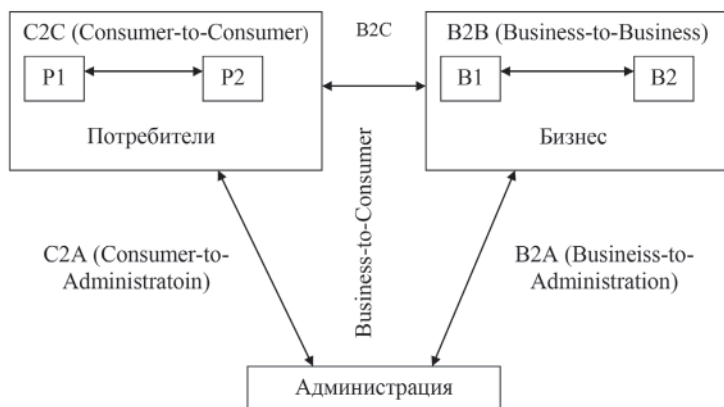 C2C (Consumer-to-Consumer)
P1
P2
Потребители
B2C
Business-to-Consumer
B2B (Business-to-Business)
B1
B2
Бизнес
C2A (Consumer-to-
Administratoin)
B2A (Busineiss-to-
Administration)
Администрация